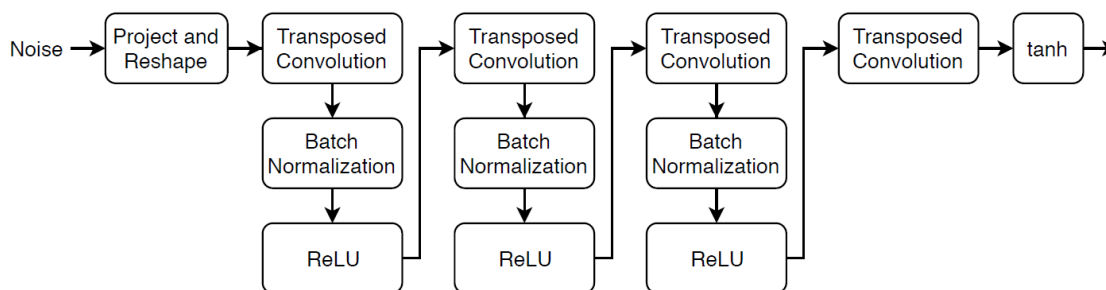 Noise
Project and
Reshape
Transposed
Convolution
Batch
Normalization
ReLU
Transposed
Convolution
Batch
Normalization
ReLU
Transposed
Convolution
Batch
Normalization
ReLU
Transposed
Convolution
tanh